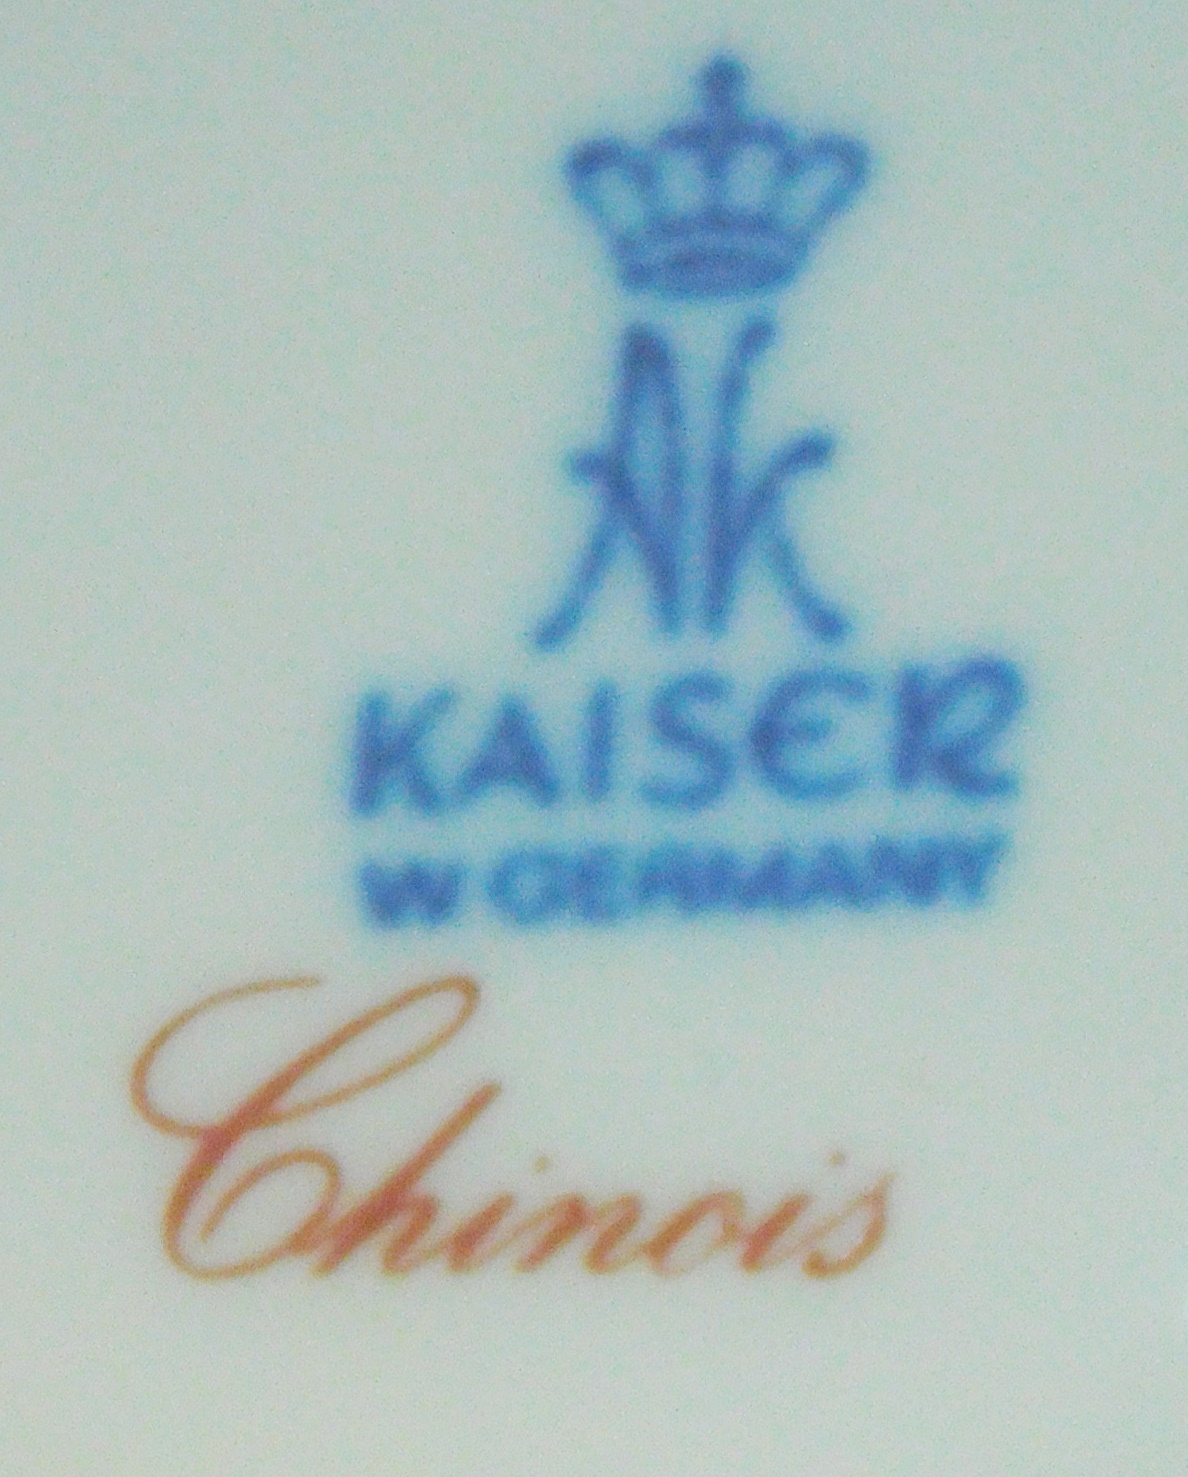 AK
KAISER
W GERMANY
Chinois